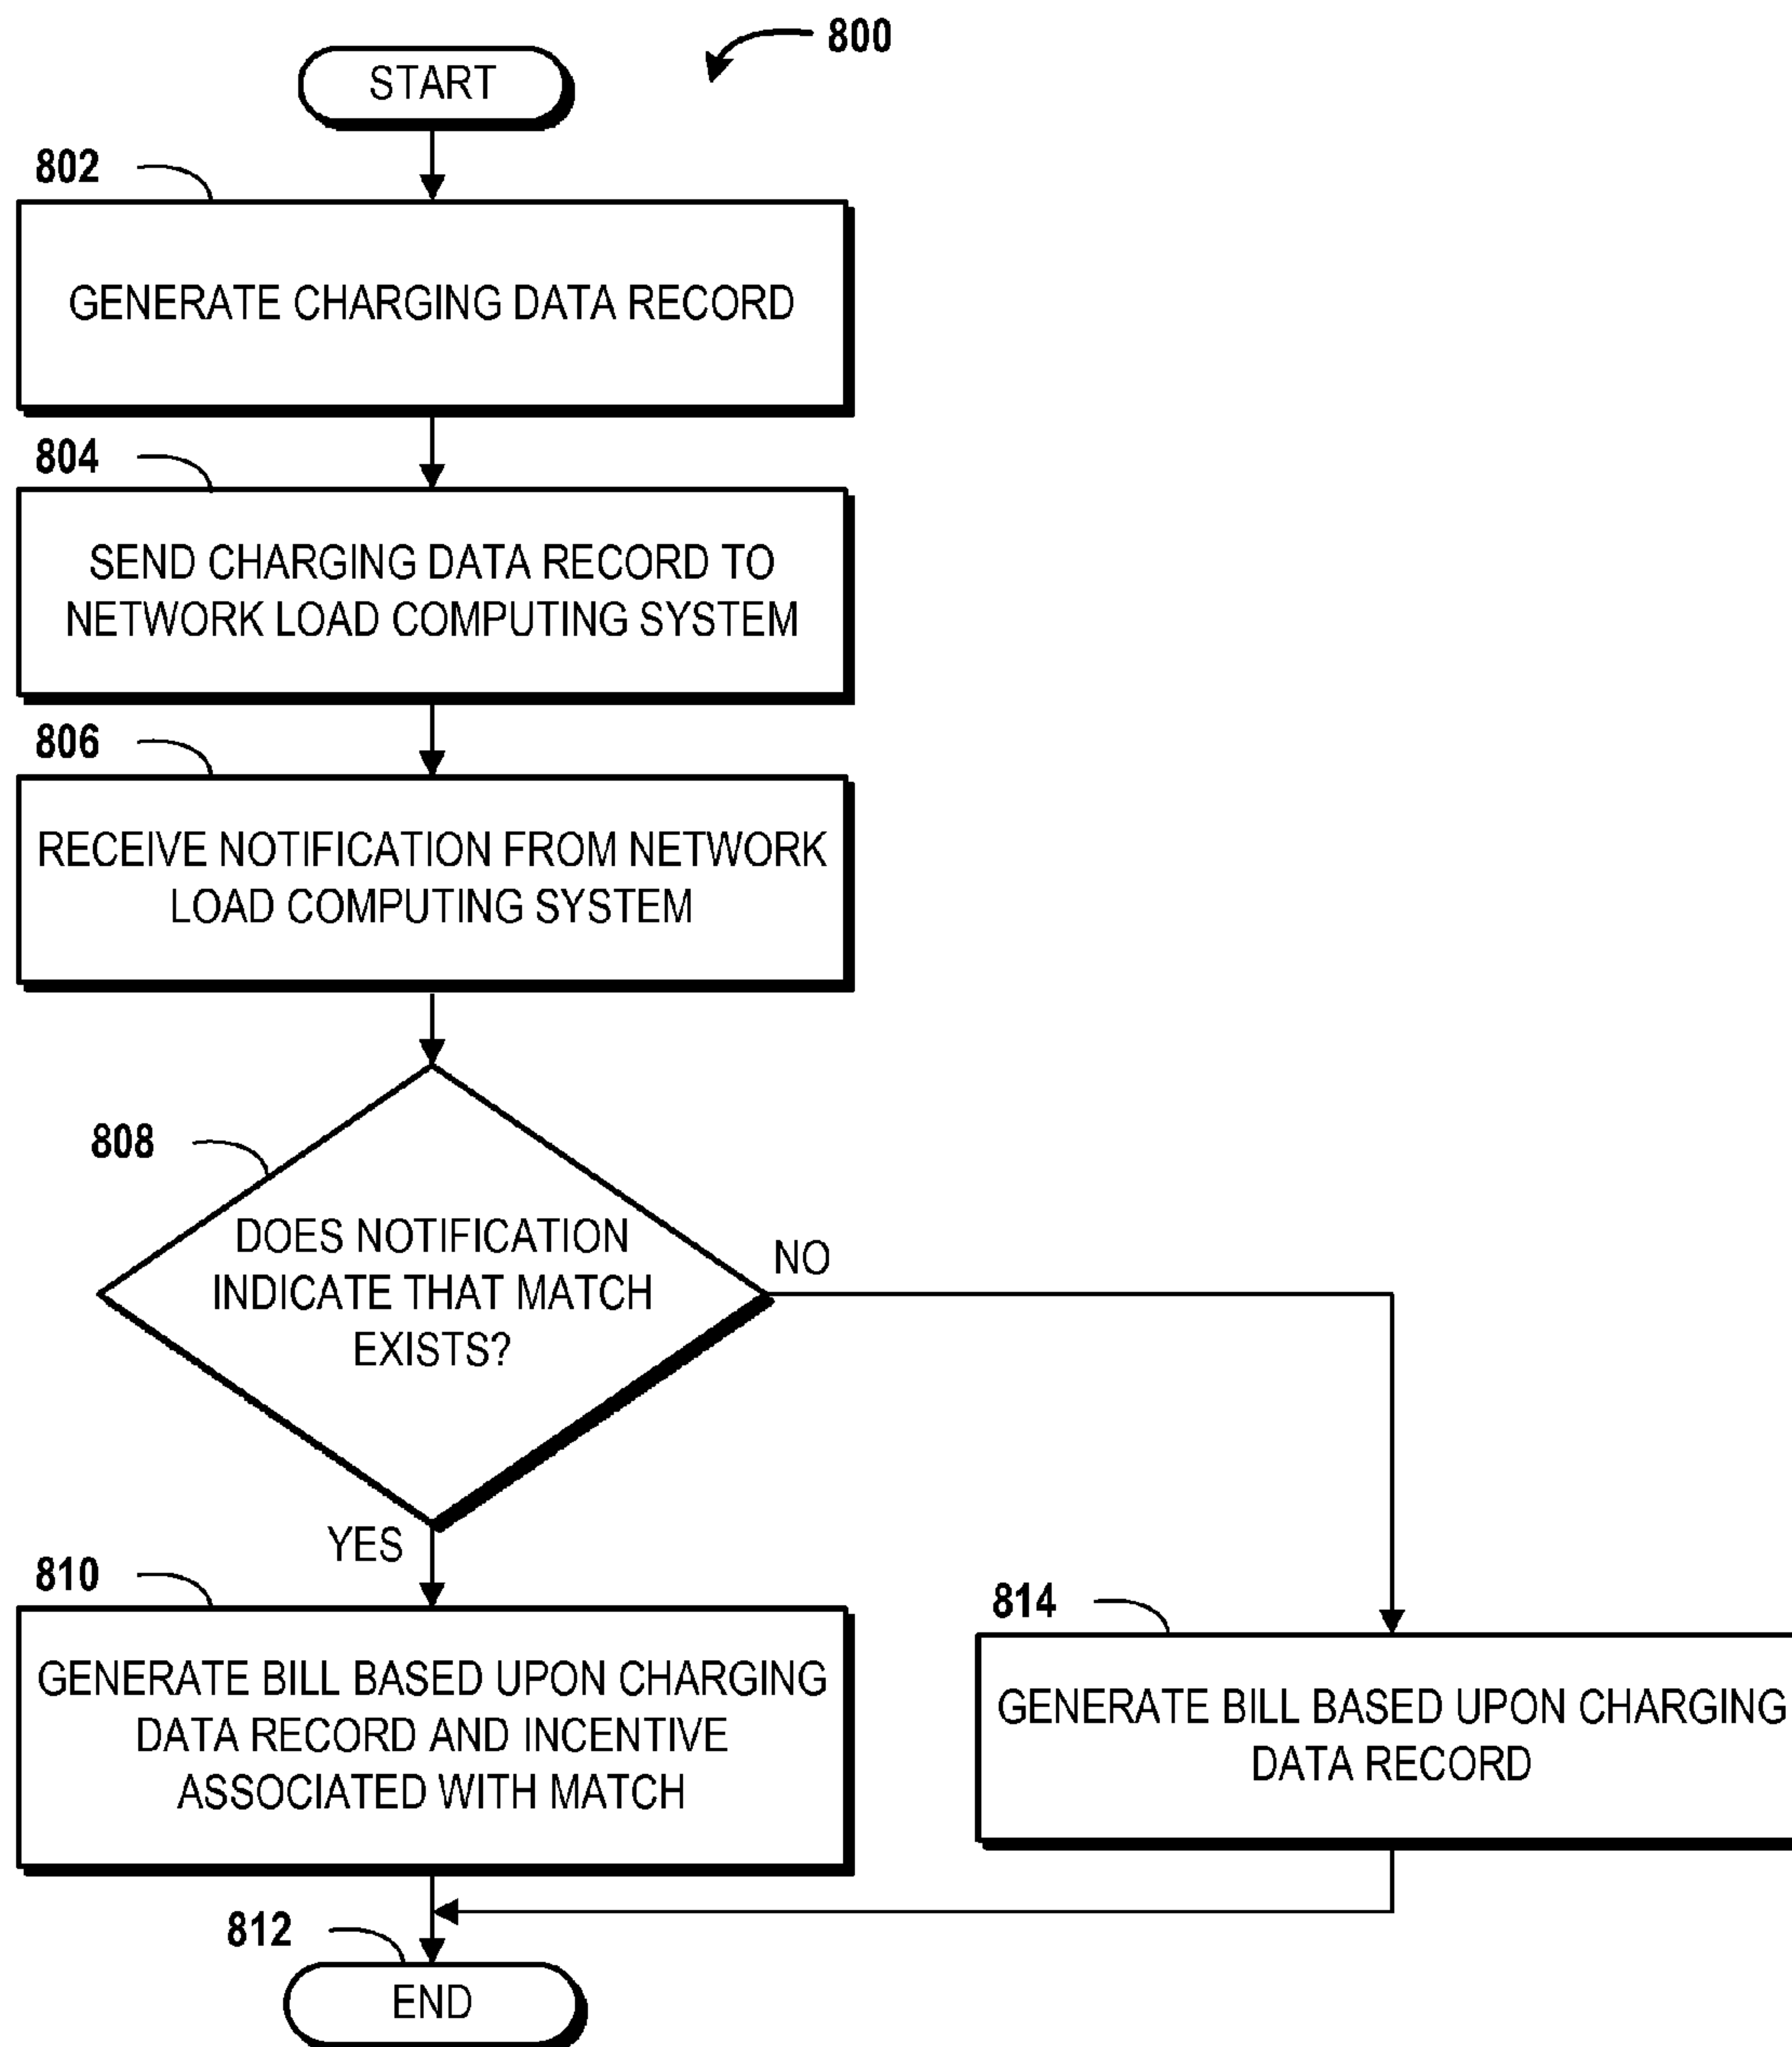 800
START
802
GENERATE CHARGING DATA RECORD
804
SEND CHARGING DATA RECORD TO
NETWORK LOAD COMPUTING SYSTEM
806
RECEIVE NOTIFICATION FROM NETWORK
LOAD COMPUTING SYSTEM
808
DOES NOTIFICATION
INDICATE THAT MATCH
EXISTS?
NO
YES
810
GENERATE BILL BASED UPON CHARGING
DATA RECORD AND INCENTIVE
ASSOCIATED WITH MATCH
814
GENERATE BILL BASED UPON CHARGING
DATA RECORD
812
END